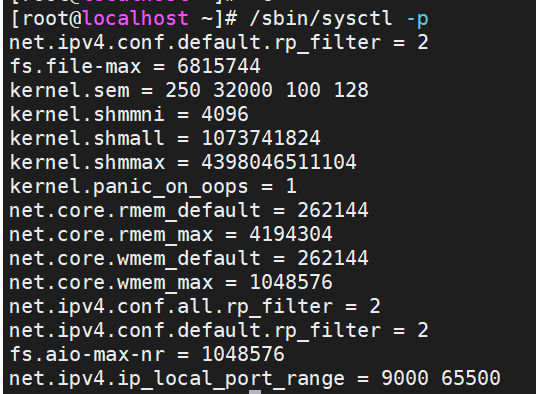 [root@localhost ~]# /sbin/sysctl -p
net.ipv4.conf.default.rp_filter = 2
fs.file-max = 6815744
kernel.sem = 250 32000 100 128
kernel.shmmni = 4096
kernel.shmall = 1073741824
kernel.shmmax = 4398046511104
kernel.panic_on_oops = 1
net.core.rmem_default = 262144
net.core.rmem_max = 4194304
net.core.wmem_default = 262144
net.core.wmem_max = 1048576
net.ipv4.conf.all.rp_filter = 2
net.ipv4.conf.default.rp_filter = 2
fs.aio-max-nr = 1048576
net.ipv4.ip_local_port_range = 9000 65500